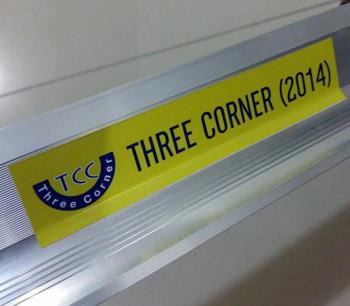 TCC
Three Corner
THREE CORNER (2014)